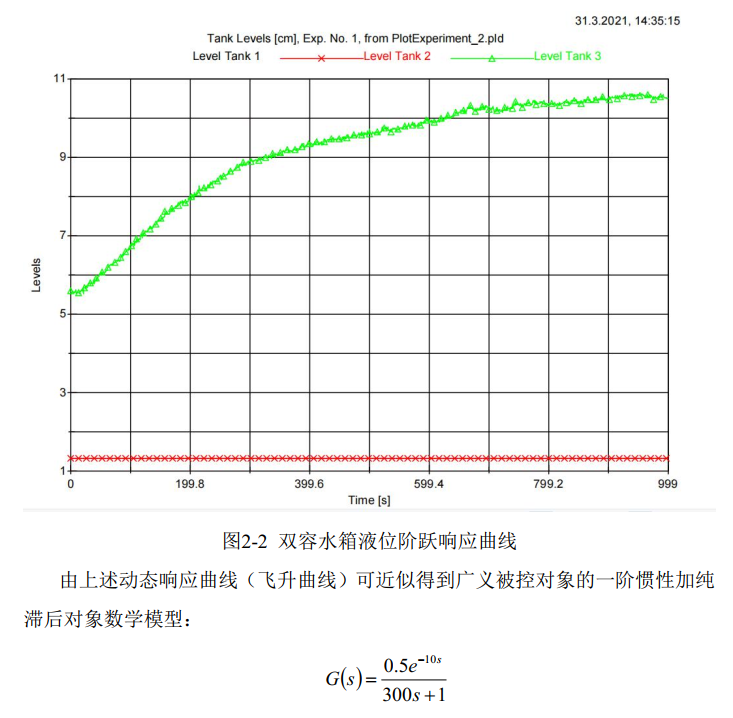 31.3.2021, 14:35:15
Tank Levels [cm], Exp. No. 1, from PlotExperiment_2.pld
Level Tank 1 Level Tank 2 Level Tank 3
11
9
7
5
3
1
Levels
0 199.8 399.6 599.4 799.2 999
Time [s]
图2-2 双容水箱液位阶跃响应曲线
由上述动态响应曲线（飞升曲线）可近似得到广义被控对象的一阶惯性加纯
滞后对象数学模型：
G(s)=0.5e^{-10s}/(300s+1)